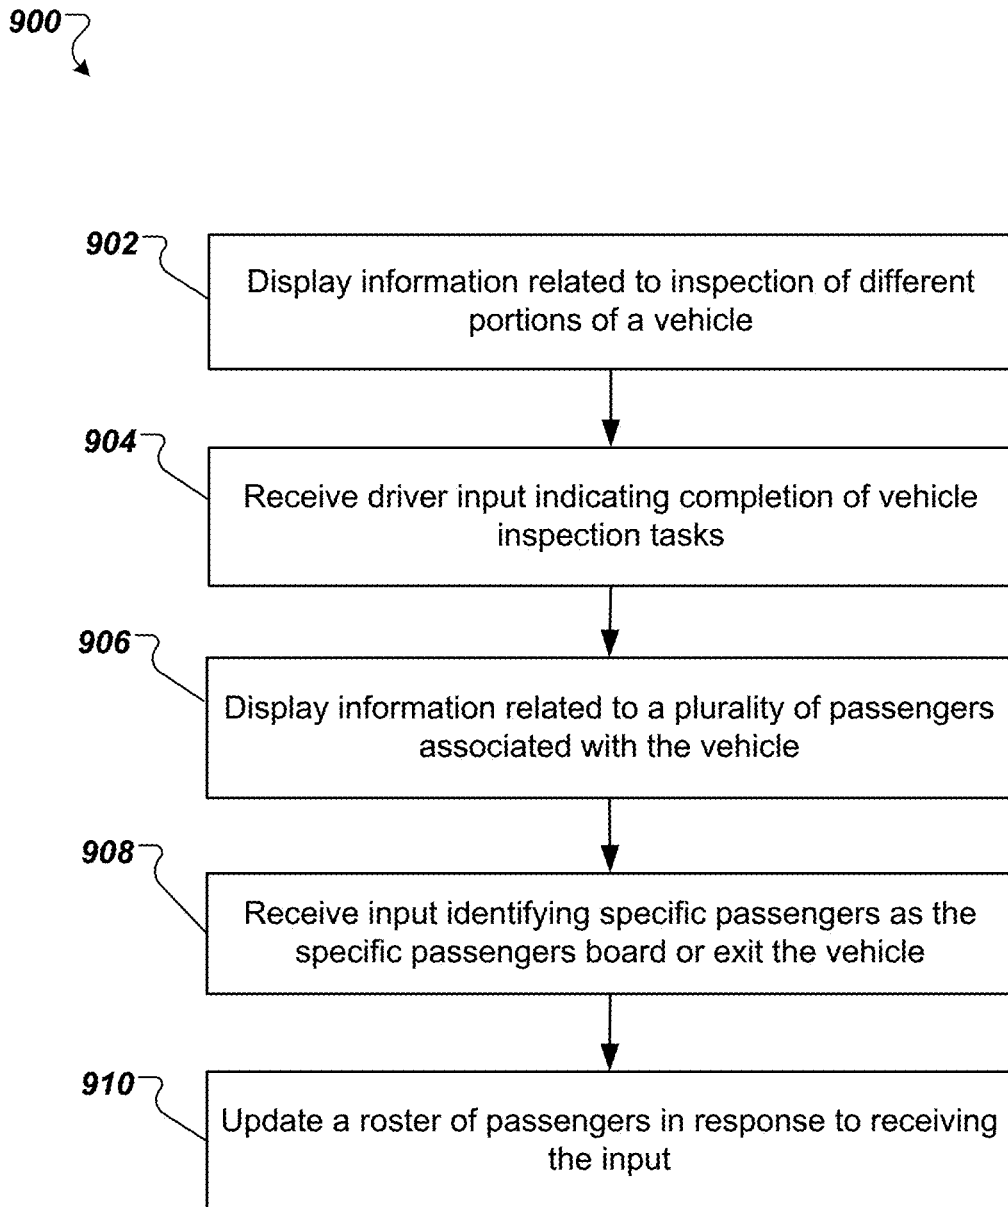 900
902
Display information related to inspection of different
portions of a vehicle
904
Receive driver input indicating completion of vehicle
inspection tasks
906
Display information related to a plurality of passengers
associated with the vehicle
908
Receive input identifying specific passengers as the
specific passengers board or exit the vehicle
910
Update a roster of passengers in response to receiving
the input